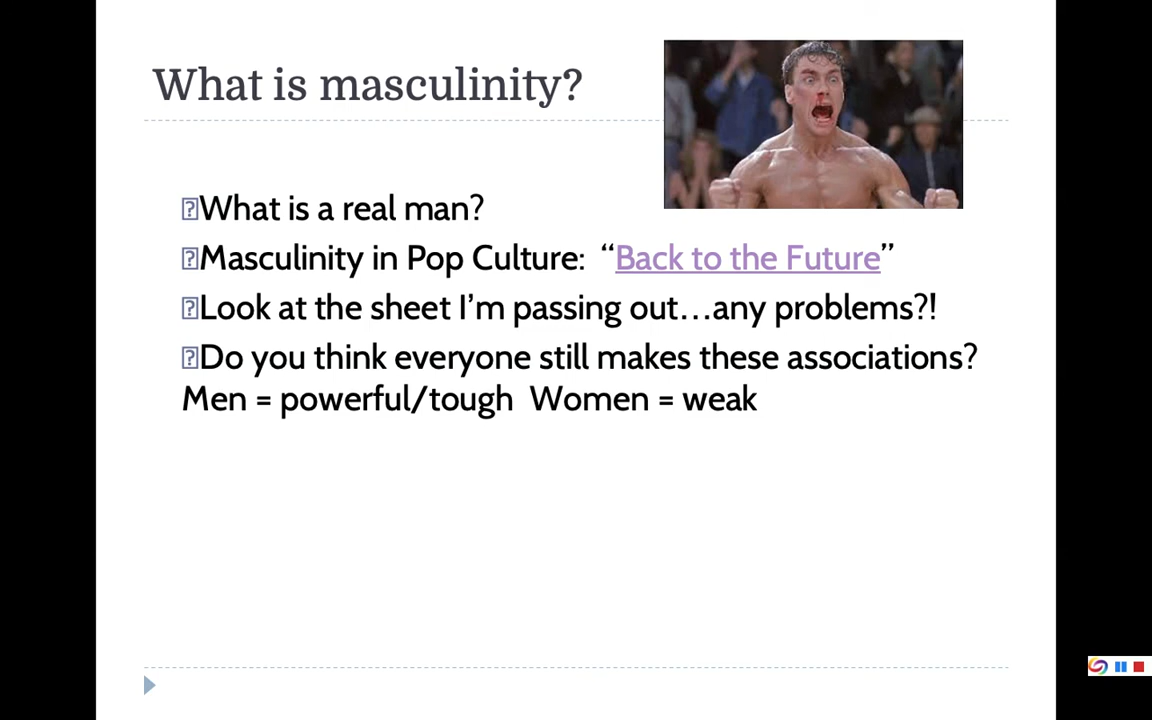 What is masculinity?
What is a real man?
Masculinity in Pop Culture:  “Back to the Future”
Look at the sheet I’m passing out…any problems?!
Do you think everyone still makes these associations?
Men = powerful/tough  Women = weak